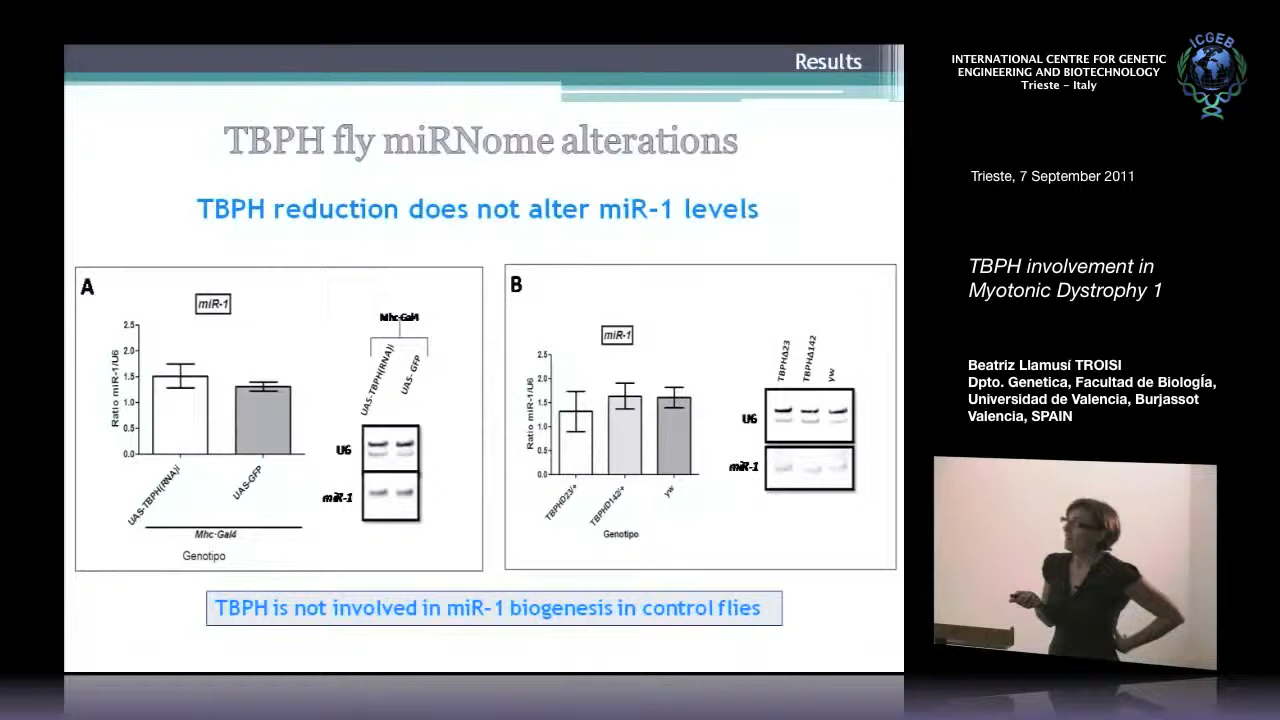 Results
TBPH fly miRNome alterations
TBPH reduction does not alter miR-1 levels
A
miR-1
Ratio miR-1/U6
2.5
2.0
1.5
1.0
0.5
0.0
UAS-TBPH(RNA)i
UAS-GFP
Mhc-Gal4
Genotipo
Mhc-Gal4
UAS-TBPH(RNA)i
UAS- GFP
U6
miR-1
B
miR-1
Ratio miR-1/U6
2.5
2.0
1.5
1.0
0.5
0.0
TBPHD23/+
TBPHD142/+
yw
Genotipo
TBPHΔ23
TBPHΔ142
yw
U6
miR-1
TBPH is not involved in miR-1 biogenesis in control flies
INTERNATIONAL CENTRE FOR GENETIC
ENGINEERING AND BIOTECHNOLOGY
Trieste - Italy
ICGEB
Trieste, 7 September 2011
TBPH involvement in
Myotonic Dystrophy 1
Beatriz Llamusí TROISI
Dpto. Genetica, Facultad de BiologÍa,
Universidad de Valencia, Burjassot
Valencia, SPAIN